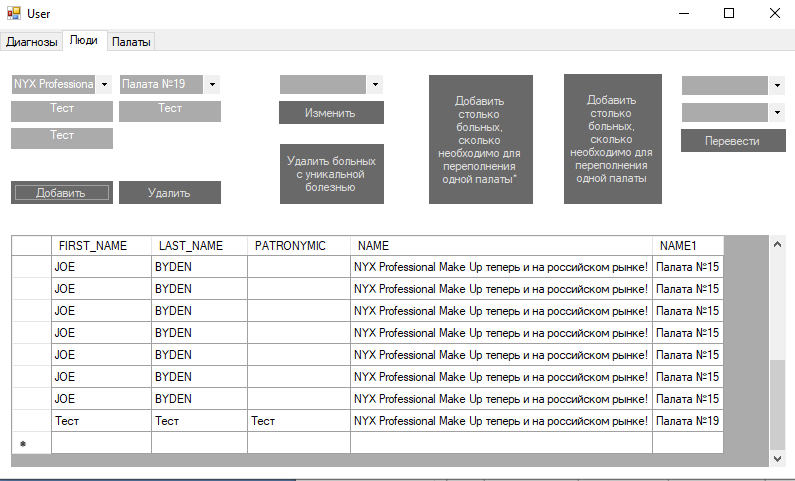 User
Диагнозы Люди Палаты
NYX Professiona Палата №19
Тест Тест
Тест
Добавить Удалить
Изменить
Удалить больных
с уникальной
болезнью
Добавить
столько
больных,
сколько
необходимо для
переполнения
одной палаты"
Добавить
столько
больных,
сколько
необходимо для
переполнения
одной палаты
Перевести
FIRST_NAME LAST_NAME PATRONYMIC NAME NAME1
JOE BYDEN NYX Professional Make Up теперь и на российском рынке! Палата №15
JOE BYDEN NYX Professional Make Up теперь и на российском рынке! Палата №15
JOE BYDEN NYX Professional Make Up теперь и на российском рынке! Палата №15
JOE BYDEN NYX Professional Make Up теперь и на российском рынке! Палата №15
JOE BYDEN NYX Professional Make Up теперь и на российском рынке! Палата №15
JOE BYDEN NYX Professional Make Up теперь и на российском рынке! Палата №15
JOE BYDEN NYX Professional Make Up теперь и на российском рынке! Палата №15
Тест Тест Тест NYX Professional Make Up теперь и на российском рынке! Палата №19